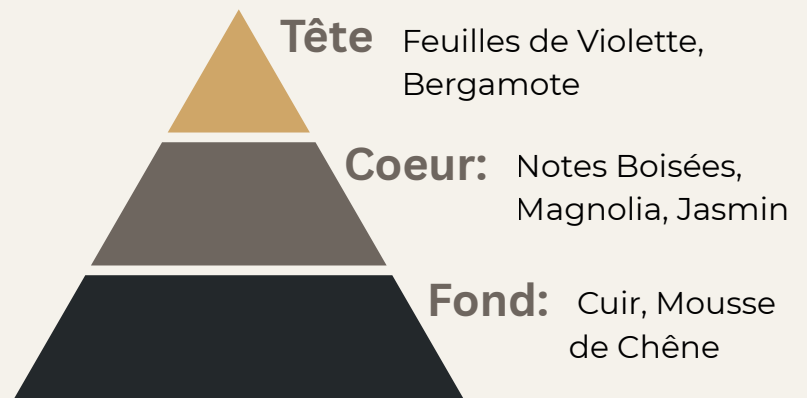 Tête Feuilles de Violette,
Bergamote
Coeur: Notes Boisées,
Magnolia, Jasmin
Fond: Cuir, Mousse
de Chêne